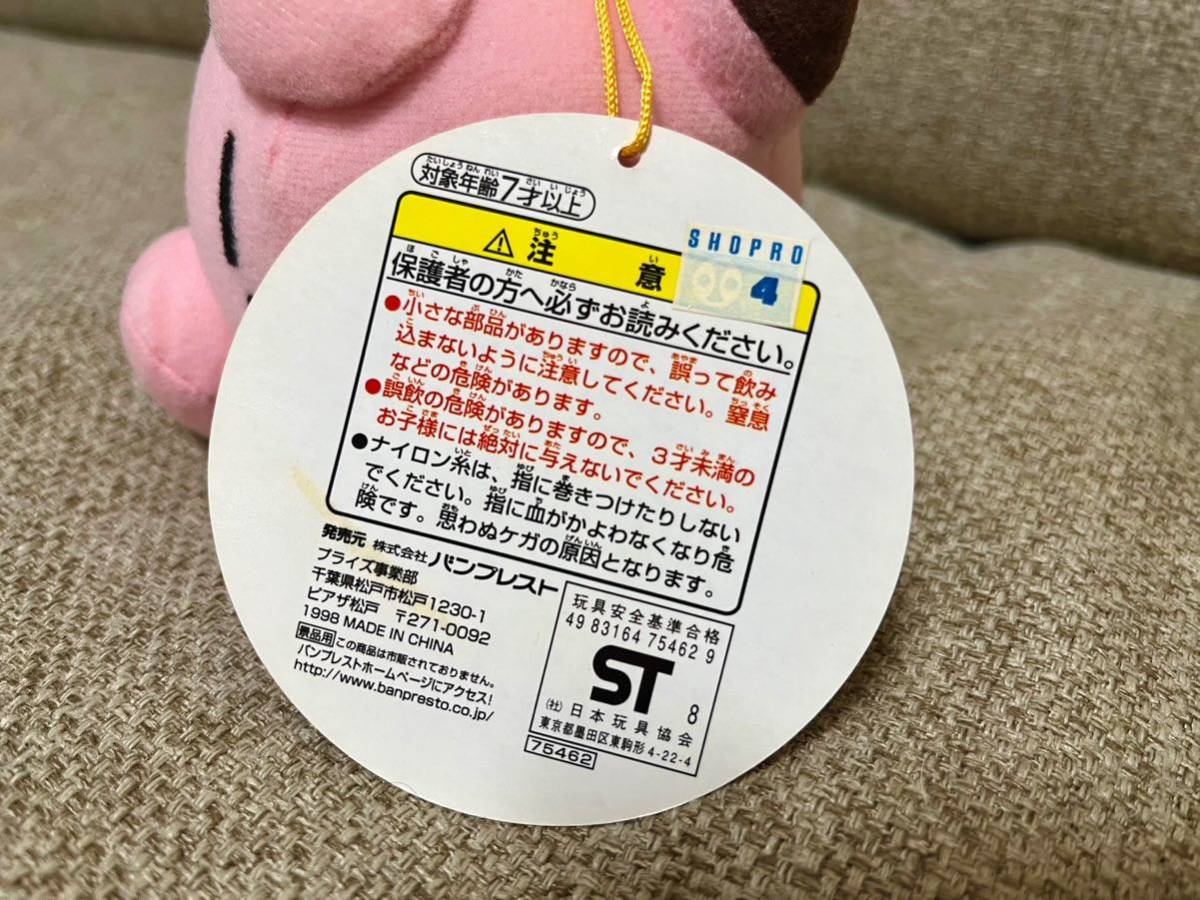 対象年齢7才以上
⚠注意
SHOPRO
4
保護者の方へ必ずお読みください。
●小さな部品がありますので、誤って飲み
込まないように注意してください。窒息
などの危険があります。
●誤飲の危険がありますので、3才未満の
お子様には絶対に与えないでください。
●ナイロン糸は、指に巻きつけたりしない
でください。指に血がかよわなくなり危
険です。思わぬケガの原因となります。
発売元 株式会社バンプレスト
プライズ事業部
千葉県松戸市松戸1230-1
ピアザ松戸 〒271-0092
1998 MADE IN CHINA
景品用 この商品は市販されておりません。
バンプレストホームページにアクセス!
http://www.banpresto.co.jp/
玩具安全基準合格
49 83164 75462 9
ST
8
(社)日本玩具協会
東京都墨田区東駒形4-22-4
75462